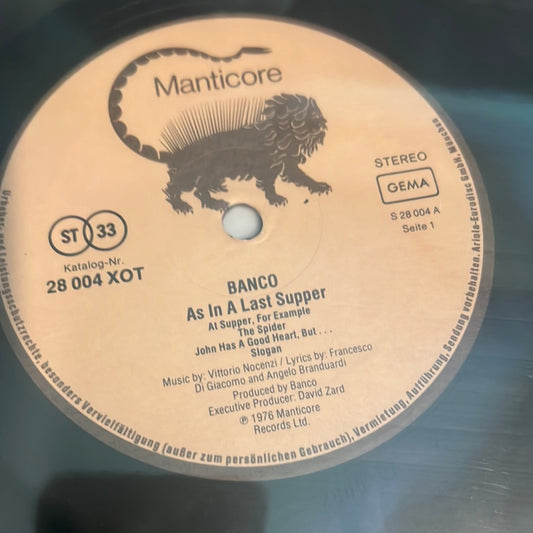 Manticore
STEREO
GEMA
S 28 004 A
Seite 1
ST 33
Katalog-Nr.
28 004 XOT
BANCO
As In A Last Supper
At Supper, For Example
The Spider
John Has A Good Heart, But . . .
Slogan
Music by: Vittorio Nocenzi / Lyrics by: Francesco
Di Giacomo and Angelo Branduardi
Produced by Banco
Executive Producer: David Zard
℗ 1976 Manticore
Records Ltd.
Urheber- und Leistungsschutzrechte, besonders Vervielfältigung (außer zum persönlichen Gebrauch), Vermietung, Aufführung, Sendung vorbehalten. Ariola-Eurodisc GmbH, München